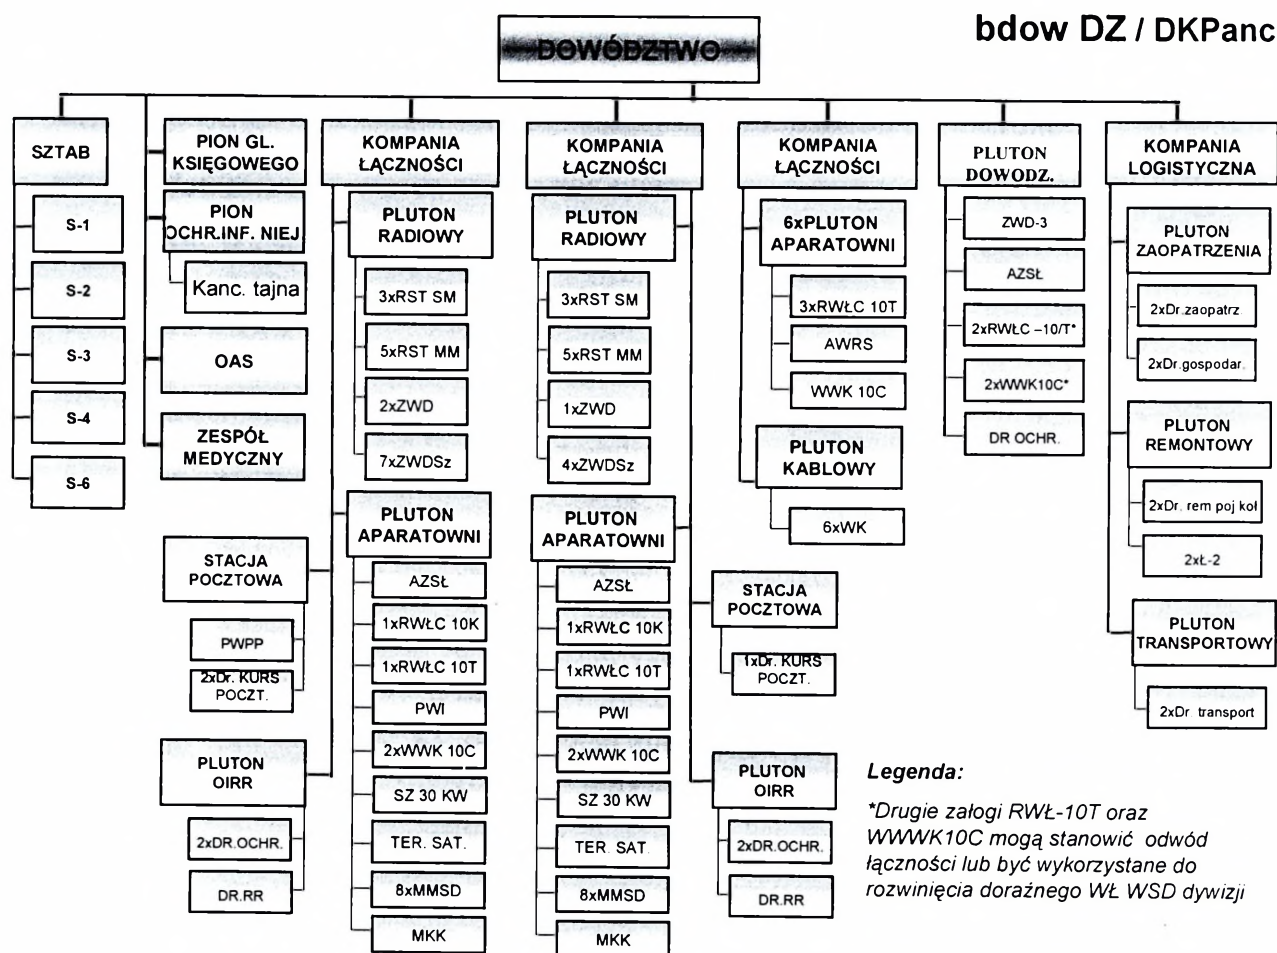 bdow DZ / DKPanc
DOWÓDZTWO
SZTAB
S-1
S-2
S-3
S-4
S-6
PION GL.
KSIĘGOWEGO
PION
OCHR.INF. NIEJ
Kanc. tajna
OAS
ZESPÓŁ
MEDYCZNY
KOMPANIA
ŁĄCZNOŚCI
PLUTON
RADIOWY
3xRST SM
5xRST MM
2xZWD
7xZWDSz
PLUTON
APARATOWNI
AZSŁ
1xRWŁC 10K
1xRWŁC 10T
PWI
2xWWK 10C
SZ 30 KW
TER. SAT.
8xMMSD
MKK
STACJA
POCZTOWA
PWPP
2xDr. KURS
POCZT.
PLUTON
OIRR
2xDR.OCHR.
DR.RR
KOMPANIA
ŁĄCZNOŚCI
PLUTON
RADIOWY
3xRST SM
5xRST MM
1xZWD
4xZWDSz
PLUTON
APARATOWNI
AZSŁ
1xRWŁC 10K
1xRWŁC 10T
PWI
2xWWK 10C
SZ 30 KW
TER. SAT.
8xMMSD
MKK
STACJA
POCZTOWA
1xDr. KURS
POCZT.
PLUTON
OIRR
2xDR.OCHR.
DR.RR
KOMPANIA
ŁĄCZNOŚCI
6xPLUTON
APARATOWNI
3xRWŁC 10T
AWRS
WWK 10C
PLUTON
KABLOWY
6xWK
PLUTON
DOWODZ.
ZWD-3
AZSŁ
2xRWŁC –10/T*
2xWWK10C*
DR OCHR.
KOMPANIA
LOGISTYCZNA
PLUTON
ZAOPATRZENIA
2xDr.zaopatrz.
2xDr.gospodar.
PLUTON
REMONTOWY
2xDr. rem poj koł
2xŁ-2
PLUTON
TRANSPORTOWY
2xDr. transport
Legenda:
*Drugie załogi RWŁ-10T oraz
WWWK10C mogą stanowić odwód
łączności lub być wykorzystane do
rozwinięcia doraźnego WŁ WSD dywizji